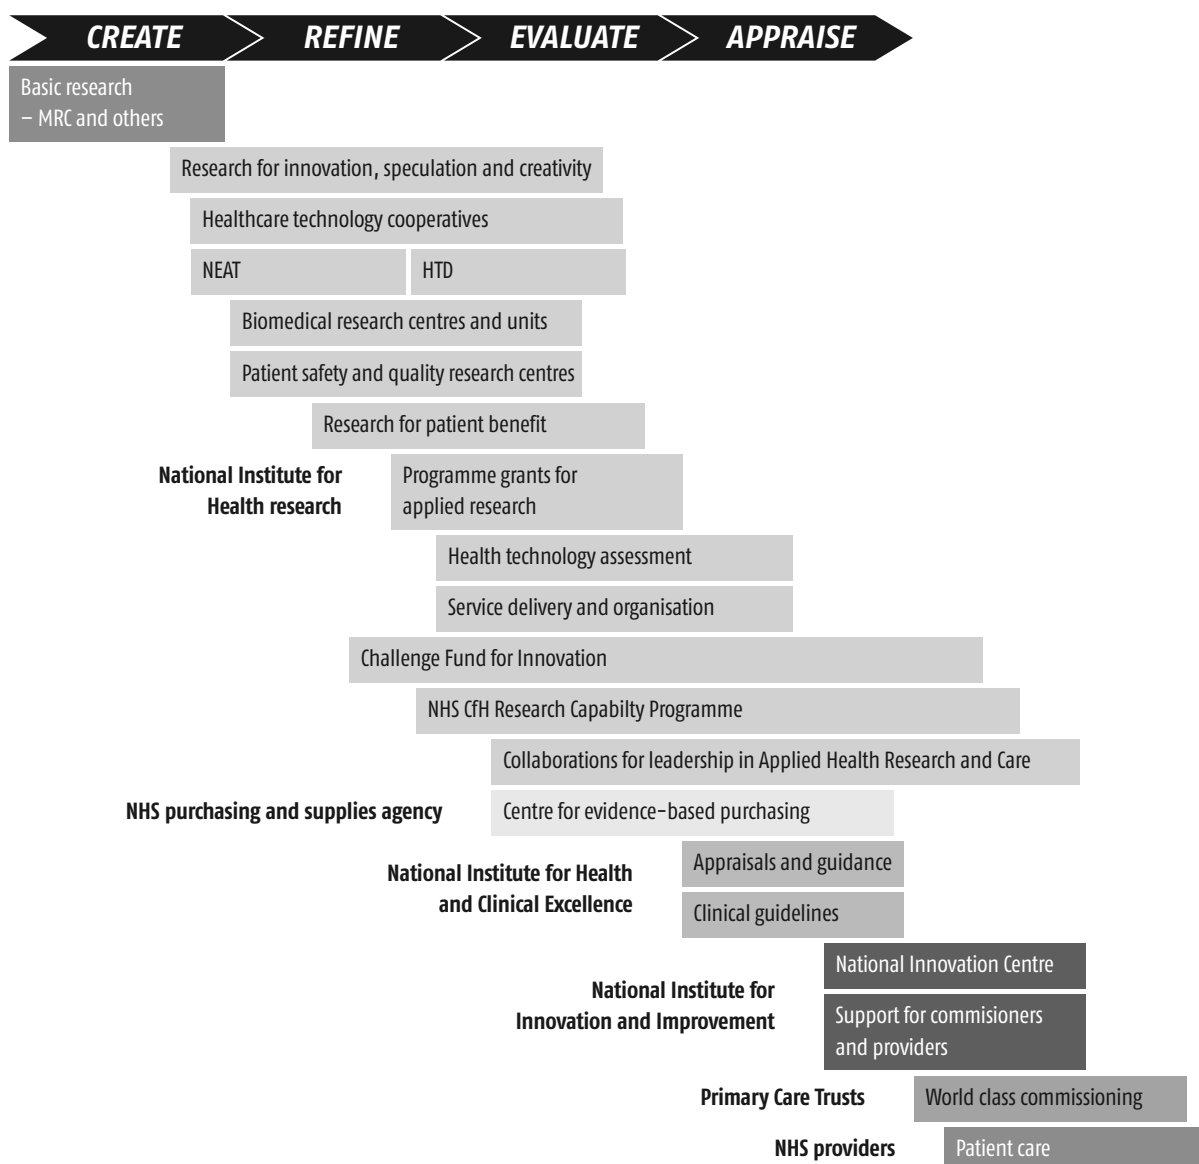 CREATE REFINE EVALUATE APPRAISE
Basic research
– MRC and others
Research for innovation, speculation and creativity
Healthcare technology cooperatives
NEAT HTD
Biomedical research centres and units
Patient safety and quality research centres
Research for patient benefit
National Institute for
Health research
Programme grants for
applied research
Health technology assessment
Service delivery and organisation
Challenge Fund for Innovation
NHS CfH Research Capabilty Programme
Collaborations for leadership in Applied Health Research and Care
NHS purchasing and supplies agency
Centre for evidence-based purchasing
National Institute for Health
and Clinical Excellence
Appraisals and guidance
Clinical guidelines
National Institute for
Innovation and Improvement
National Innovation Centre
Support for commisioners
and providers
Primary Care Trusts
World class commissioning
NHS providers
Patient care